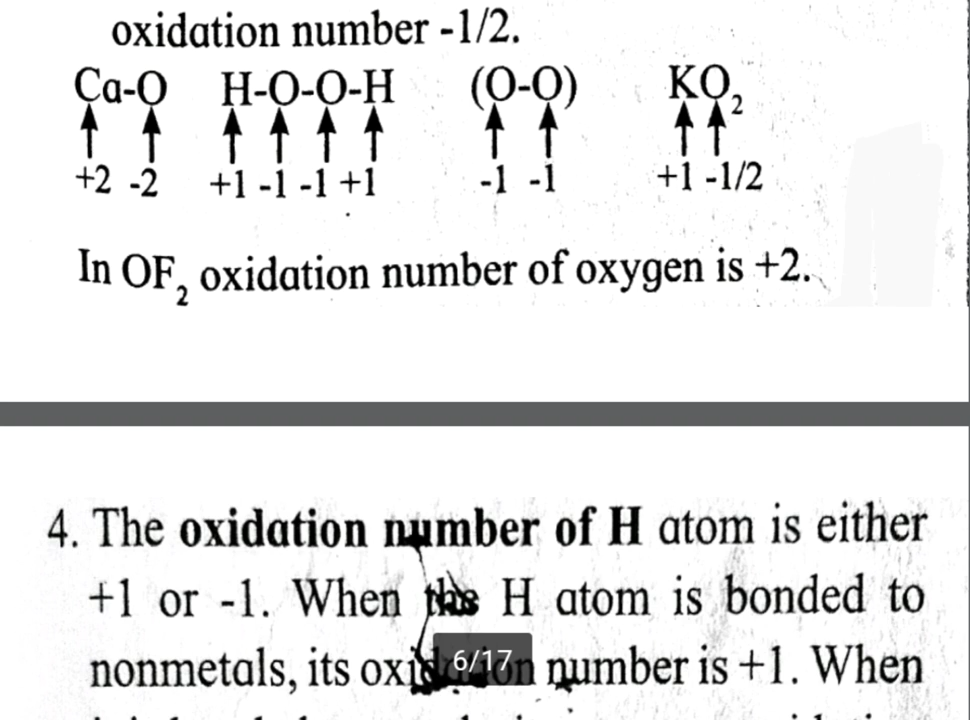 oxidation number -1/2.
Ca-O H-O-O-H (O-O) KO₂
+2 -2 +1 -1 -1 +1 -1 -1 +1 -1/2
In OF₂ oxidation number of oxygen is +2.
4. The oxidation number of H atom is either
+1 or -1. When the H atom is bonded to
nonmetals, its number is +1. When
6/17